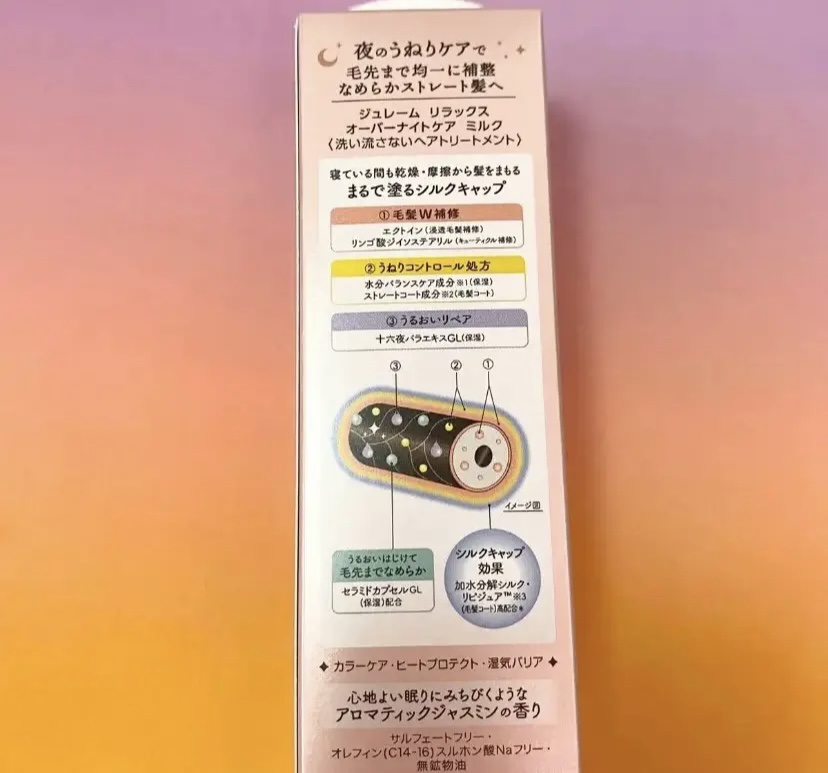 夜のうねりケアで
毛先まで均一に補整
なめらかストレート髪へ
ジュレーム リラックス
オーバーナイトケア ミルク
〈洗い流さないヘアトリートメント〉
寝ている間も乾燥・摩擦から髪をまもる
まるで塗るシルクキャップ
①毛髪W補修
エクトイン(浸透毛髪補修)
リンゴ酸ジイソステアリル(キューティクル補修)
②うねりコントロール処方
水分バランスケア成分※1(保湿)
ストレートコート成分※2(毛髪コート)
③うるおいリペア
十六夜バラエキスGL(保湿)
③ ② ①
イメージ図
うるおいはじけて
毛先までなめらか
セラミドカプセルGL
(保湿)配合
シルクキャップ
効果
加水分解シルク・
リピジュア™※3
(毛髪コート)高配合*
カラーケア・ヒートプロテクト・湿気バリア
心地よい眠りにみちびくような
アロマティックジャスミンの香り
サルフェートフリー・
オレフィン(C14-16)スルホン酸Naフリー・
無鉱物油